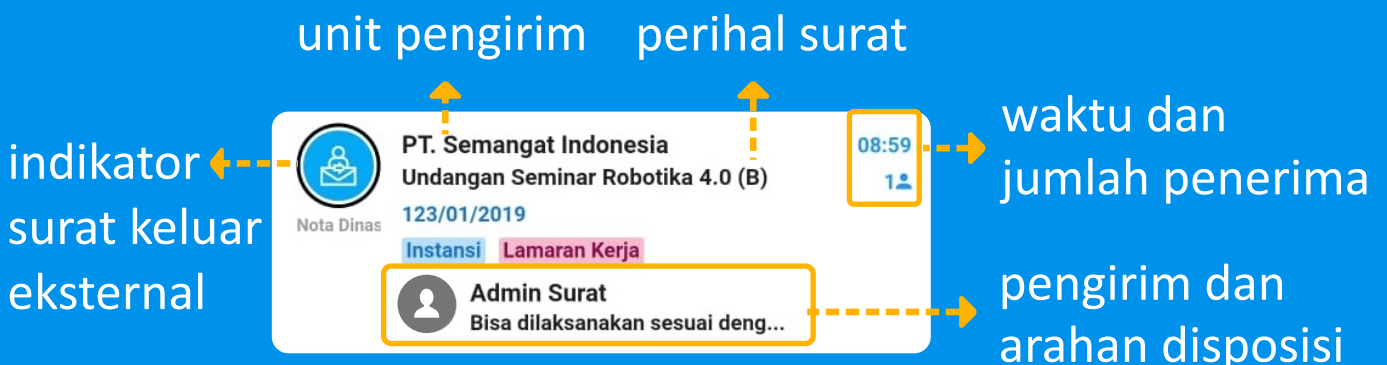 unit pengirim
perihal surat
indikator
surat keluar
eksternal
Nota Dinas
PT. Semangat Indonesia
Undangan Seminar Robotika 4.0 (B)
123/01/2019
Instansi
Lamaran Kerja
Admin Surat
Bisa dilaksanakan sesuai deng...
08:59
1
waktu dan
jumlah penerima
pengirim dan
arahan disposisi